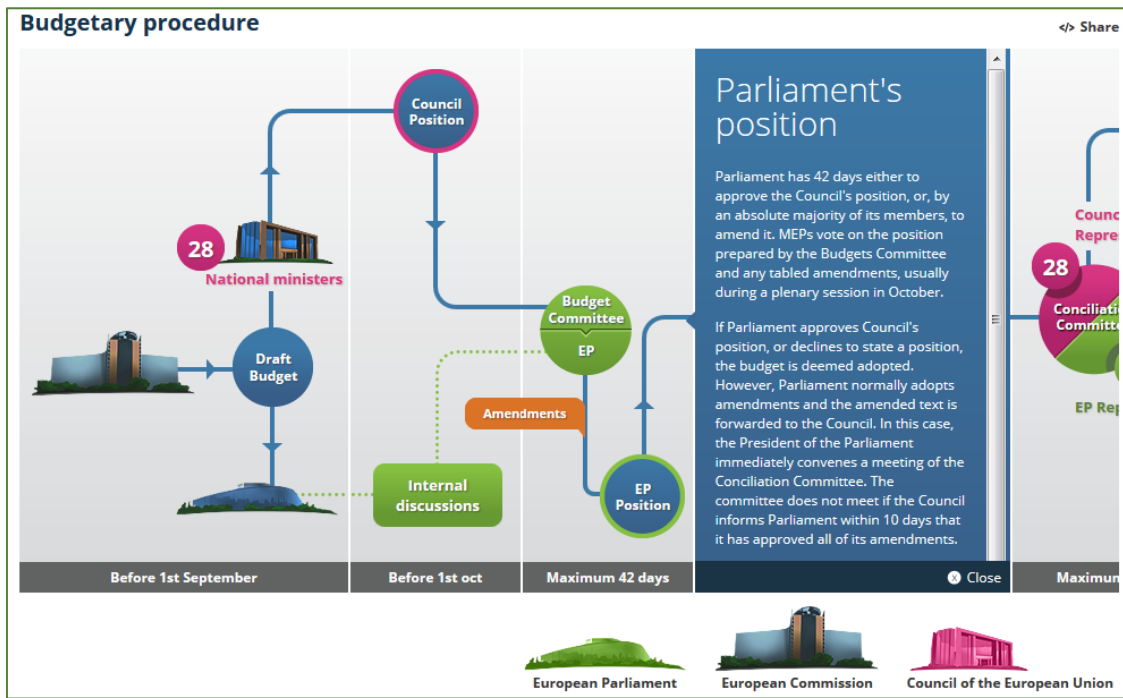 Budgetary procedure
</> Share
Council
Position
28
National ministers
Draft
Budget
Budget
Committee
EP
Amendments
Internal
discussions
EP
Position
Parliament's
position
Parliament has 42 days either to
approve the Council's position, or, by
an absolute majority of its members, to
amend it. MEPs vote on the position
prepared by the Budgets Committee
and any tabled amendments, usually
during a plenary session in October.
If Parliament approves Council's
position, or declines to state a position,
the budget is deemed adopted.
However, Parliament normally adopts
amendments and the amended text is
forwarded to the Council. In this case,
the President of the Parliament
immediately convenes a meeting of the
Conciliation Committee. The
committee does not meet if the Council
informs Parliament within 10 days that
it has approved all of its amendments.
Close
28
EP
Before 1st September
Before 1st oct
Maximum 42 days
European Parliament
European Commission
Council of the European Union